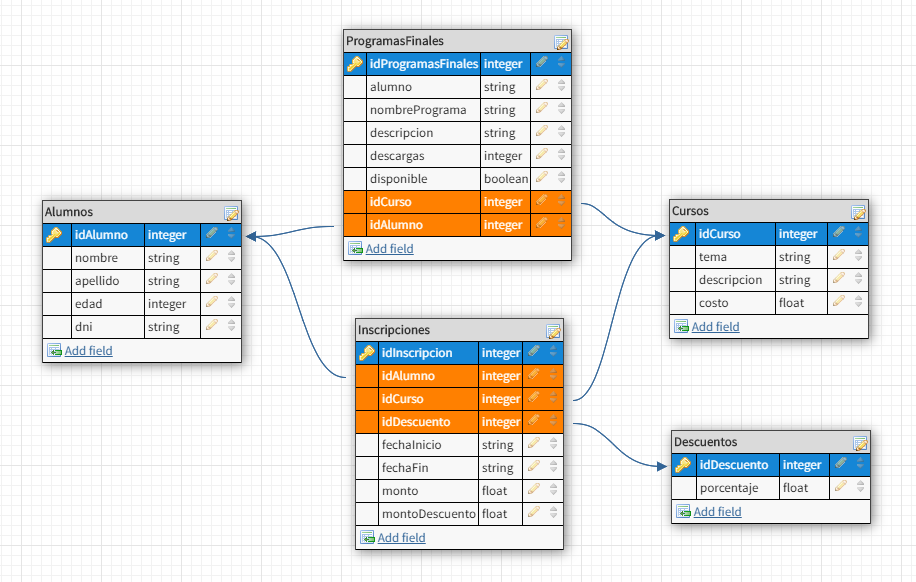 ProgramasFinales
idProgramasFinales integer
alumno string
nombrePrograma string
descripcion string
descargas integer
disponible boolean
idCurso integer
idAlumno integer
Add field
Alumnos
idAlumno integer
nombre string
apellido string
edad integer
dni string
Add field
Cursos
idCurso integer
tema string
descripcion string
costo float
Add field
Inscripciones
idInscripcion integer
idAlumno integer
idCurso integer
idDescuento integer
fechaInicio string
fechaFin string
monto float
montoDescuento float
Add field
Descuentos
idDescuento integer
porcentaje float
Add field